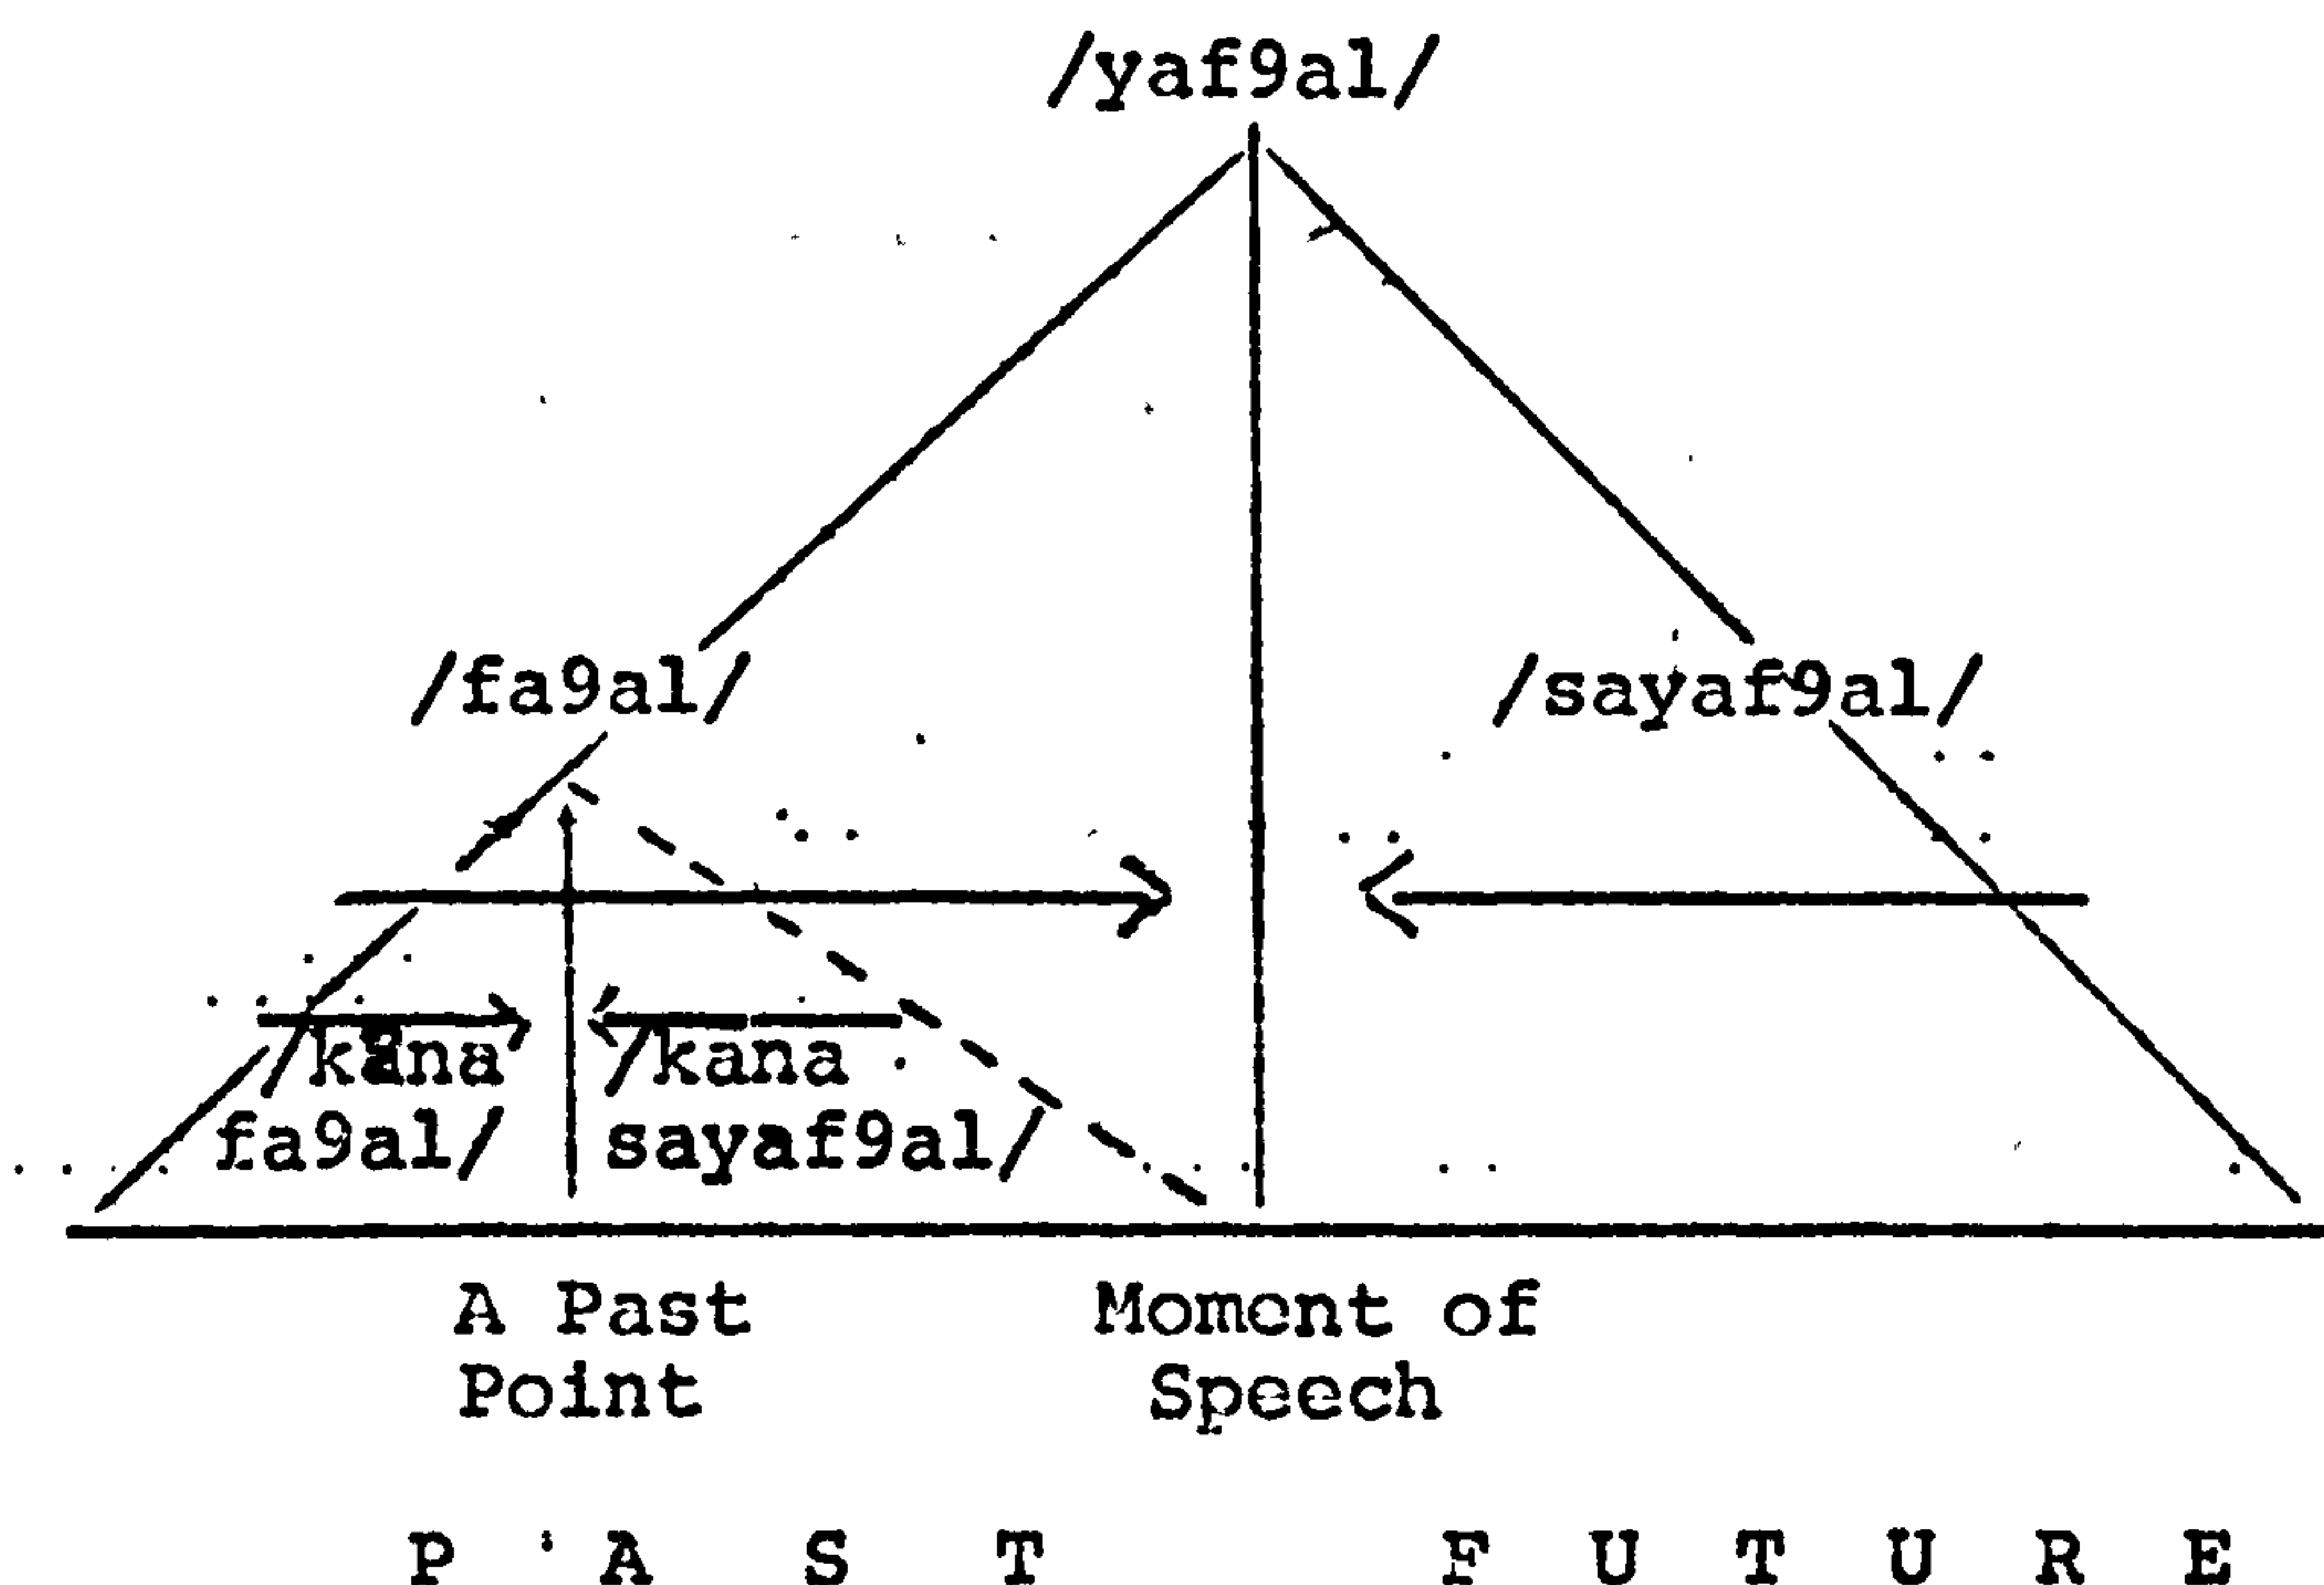 /yaf9al/
/fa9al/ /sayaf9al/
/kana /kana
fa9al/ sayaf9al/
A Past Moment of
Point Speech
P A S T F U T U R E